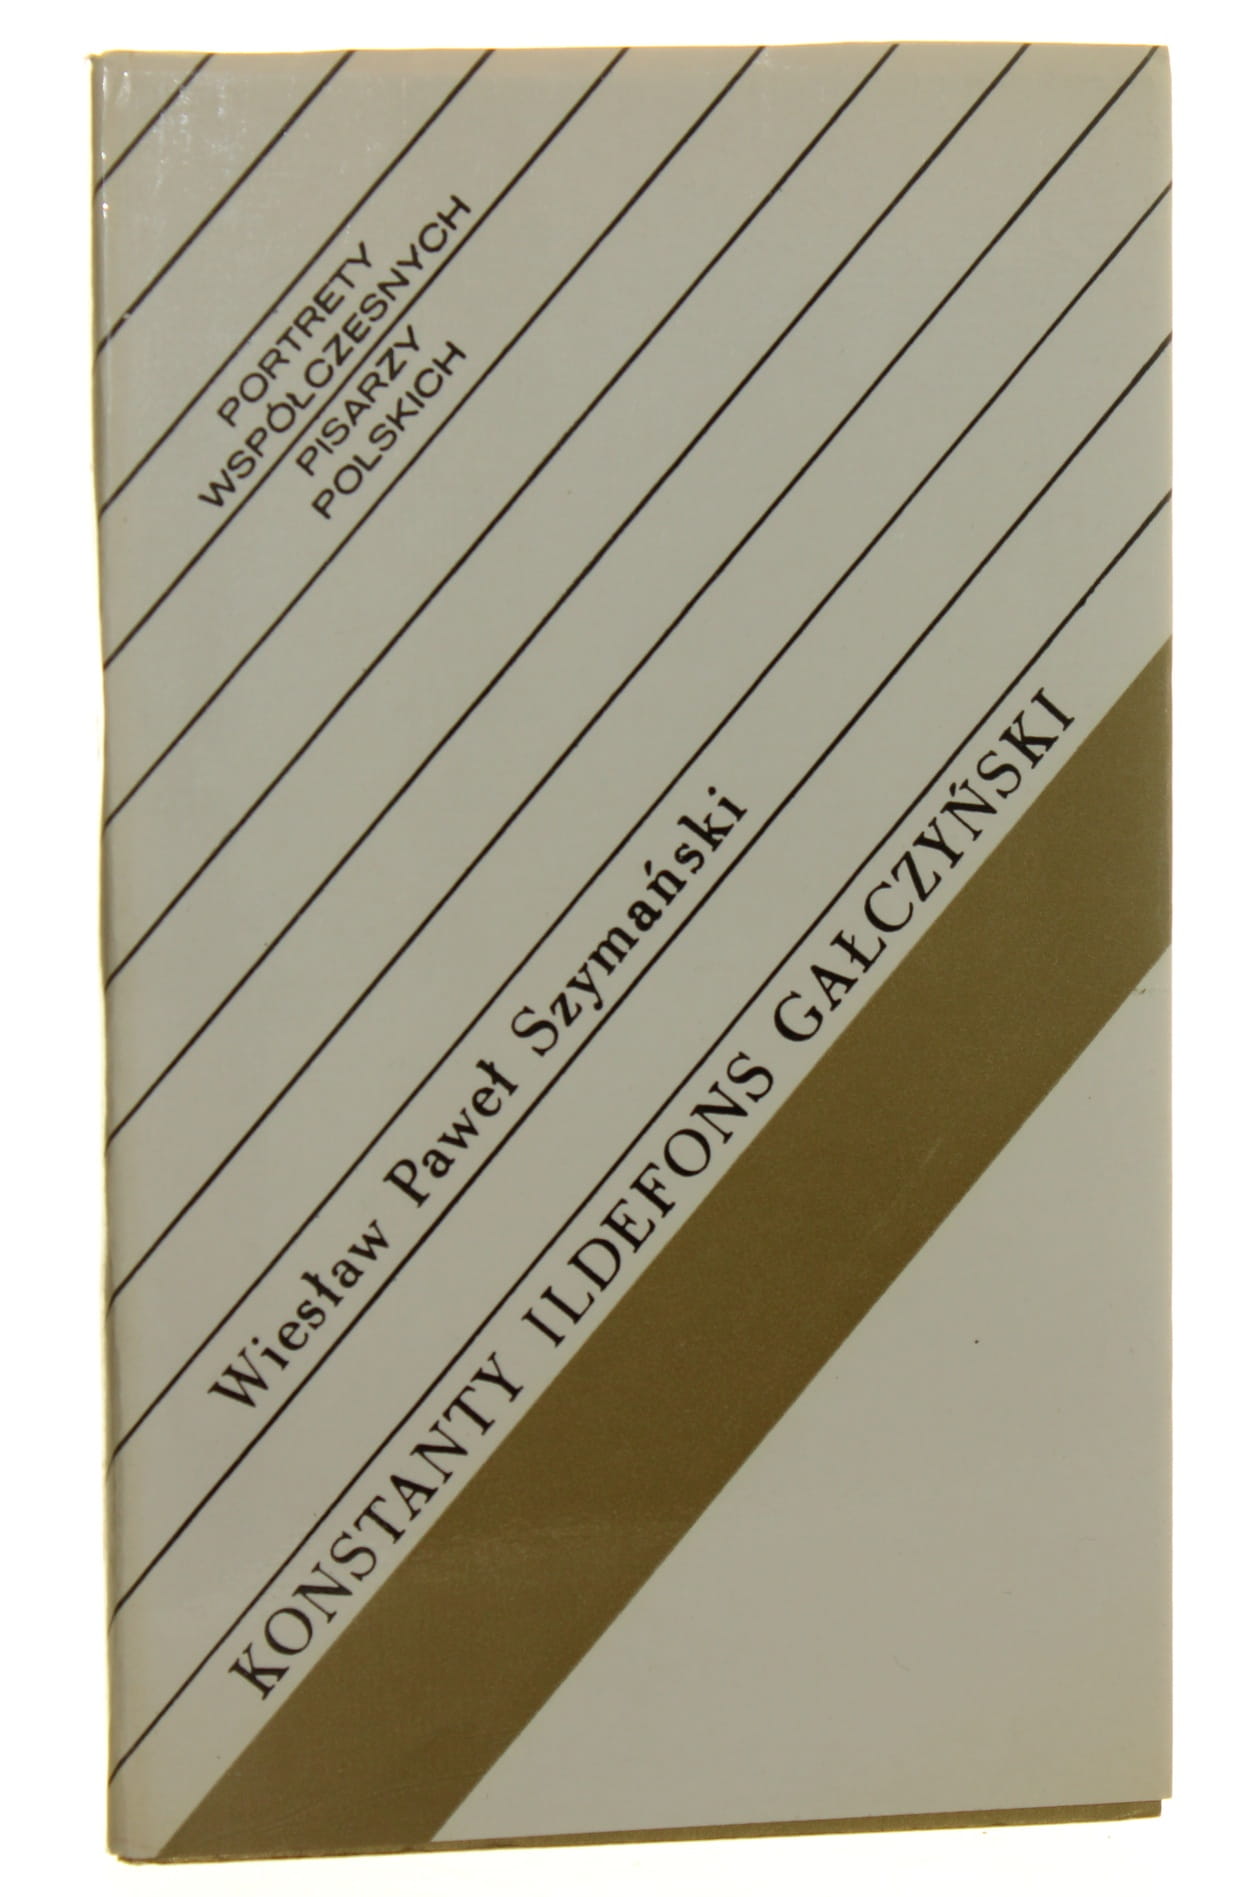 PORTRETY
WSPÓŁCZESNYCH
PISARZY
POLSKICH
Wiesław Paweł Szymański
KONSTANTY ILDEFONS GAŁCZYŃSKI